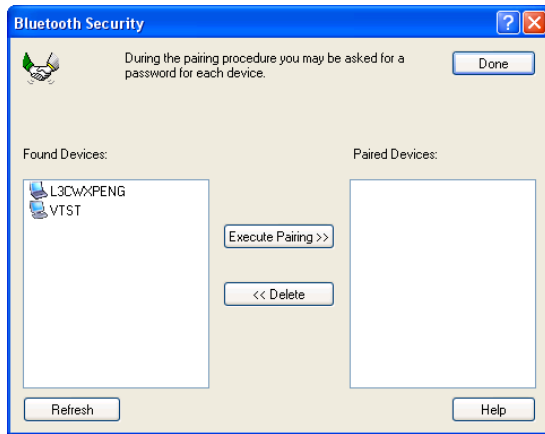 Bluetooth Security
During the pairing procedure you may be asked for a
password for each device.
Done
Found Devices:
Paired Devices:
L3CWXPENG
VTST
Execute Pairing >>
<< Delete
Refresh
Help